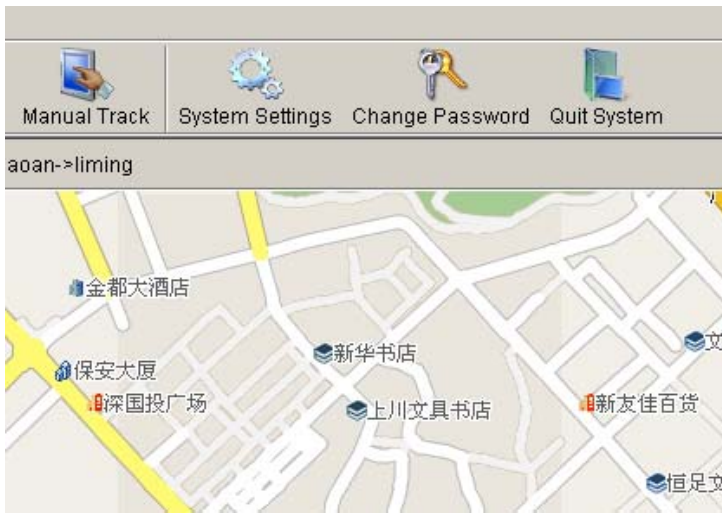 Manual Track
System Settings
Change Password
Quit System
aoan->liming
金都大酒店
新华书店
文
保安大厦
深国投广场
上川文具书店
新友佳百货
恒足文